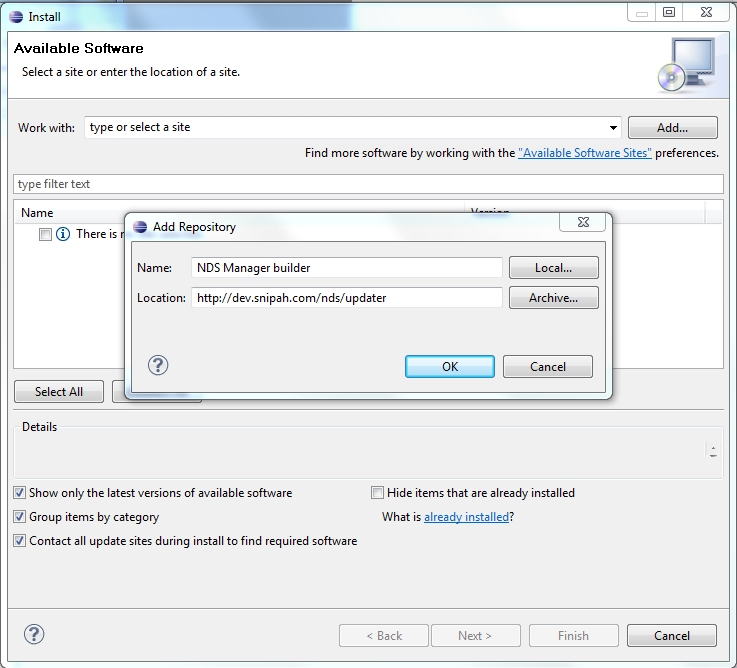 Install
Available Software
Select a site or enter the location of a site.
Work with: type or select a site Add...
Find more software by working with the "Available Software Sites" preferences.
type filter text
Name Version
There is
Add Repository
Name: NDS Manager builder Local...
Location: http://dev.snipah.com/nds/updater Archive...
OK Cancel
Select All
Details
Show only the latest versions of available software Hide items that are already installed
Group items by category What is already installed?
Contact all update sites during install to find required software
< Back Next > Finish Cancel